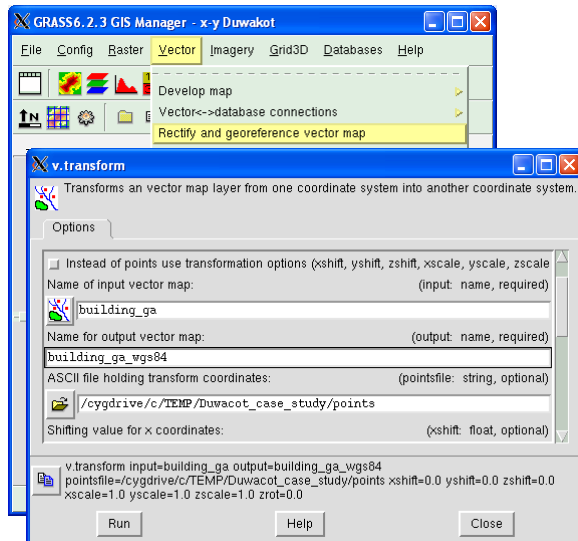 GRASS6.2.3 GIS Manager - x-y Duwakot
File Config Raster Vector Imagery Grid3D Databases Help
Develop map
Vector<->database connections
Rectify and georeference vector map
v.transform
Transforms an vector map layer from one coordinate system into another coordinate system.
Options
Instead of points use transformation options (xshift, yshift, zshift, xscale, yscale, zscale
Name of input vector map: (input: name, required)
building_ga
Name for output vector map: (output: name, required)
building_ga_wgs84
ASCII file holding transform coordinates: (pointsfile: string, optional)
/cygdrive/c/TEMP/Duwacot_case_study/points
Shifting value for x coordinates: (xshift: float, optional)
v.transform input=building_ga output=building_ga_wgs84
pointsfile=/cygdrive/c/TEMP/Duwacot_case_study/points xshift=0.0 yshift=0.0 zshift=0.0
xscale=1.0 yscale=1.0 zscale=1.0 zrot=0.0
Run Help Close